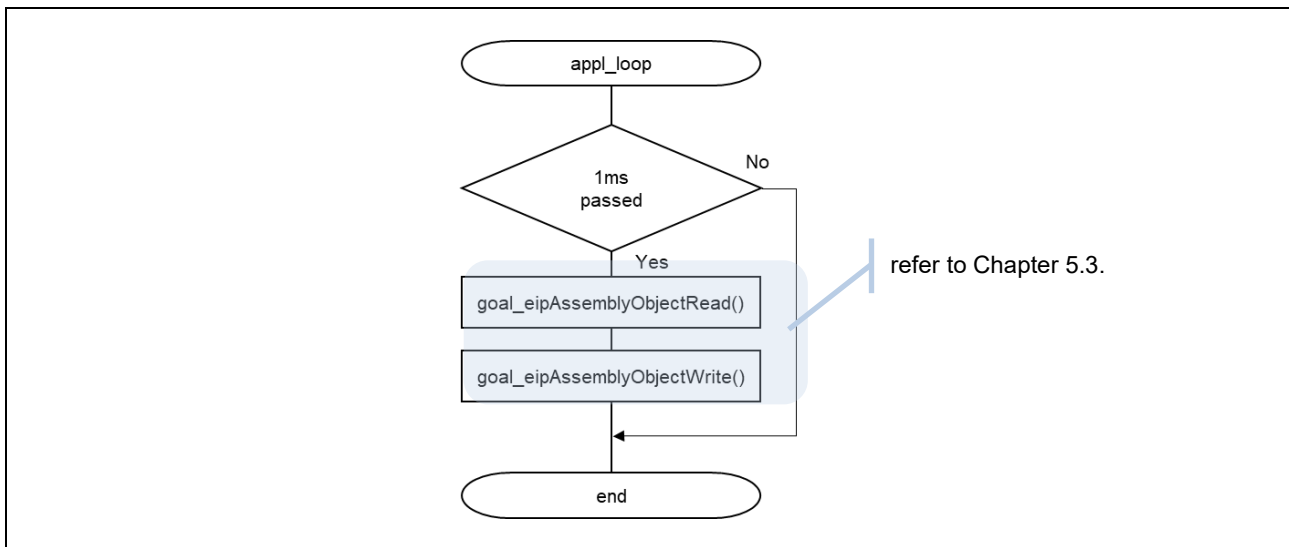 appl_loop
1ms
passed
No
Yes
refer to Chapter 5.3.
goal_eipAssemblyObjectRead()
goal_eipAssemblyObjectWrite()
end